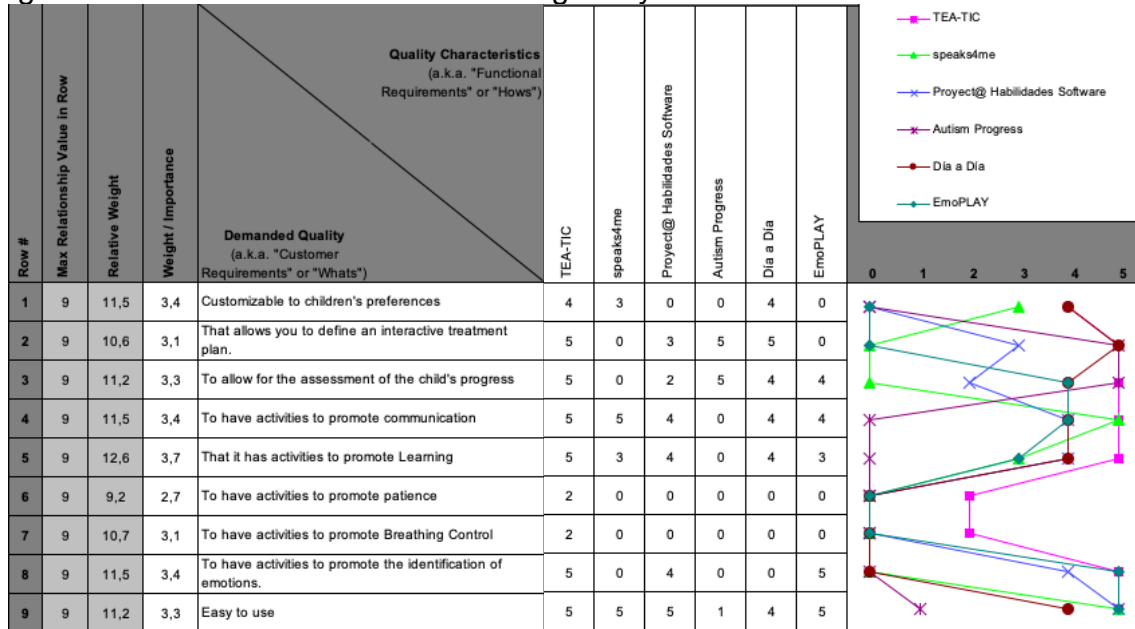 TEA-TIC
speaks4me
Proyect@ Habilidades Software
Autism Progress
Día a Día
EmoPLAY
Quality Characteristics
(a.k.a. "Functional
Requirements" or "Hows")
Row #
Max Relationship Value in Row
Relative Weight
Weight / Importance
Demanded Quality
(a.k.a. "Customer
Requirements" or "Whats")
TEA-TIC
speaks4me
Proyect@ Habilidades Software
Autism Progress
Día a Día
EmoPLAY
0 1 2 3 4 5
1 9 11,5 3,4 Customizable to children's preferences 4 3 0 0 4 0
2 9 10,6 3,1 That allows you to define an interactive treatment
plan. 5 0 3 5 5 0
3 9 11,2 3,3 To allow for the assessment of the child's progress 5 0 2 5 4 4
4 9 11,5 3,4 To have activities to promote communication 5 5 4 0 4 4
5 9 12,6 3,7 That it has activities to promote Learning 5 3 4 0 4 3
6 9 9,2 2,7 To have activities to promote patience 2 0 0 0 0 0
7 9 10,7 3,1 To have activities to promote Breathing Control 2 0 0 0 0 0
8 9 11,5 3,4 To have activities to promote the identification of
emotions. 5 0 4 0 0 5
9 9 11,2 3,3 Easy to use 5 5 5 1 4 5